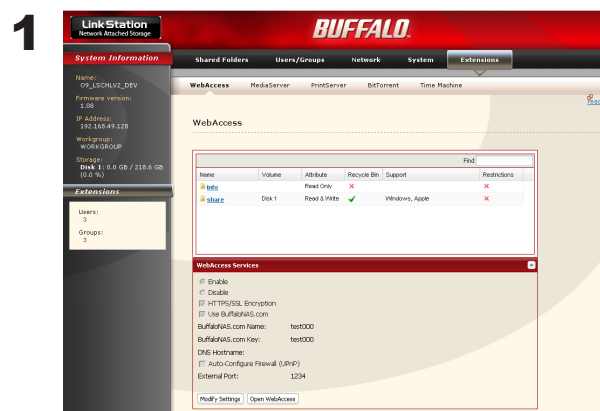 1
LinkStation
Network Attached Storage
BUFFALO
System Information
Shared Folders Users/Groups Network System Extensions
Name:
O9_LSCHLV2_DEV
WebAccess MediaServer PrintServer BitTorrent Time Machine
Firmware version:
1.08
IP Address:
192.168.49.128
WebAccess
Workgroup:
WORKGROUP
Storage:
Disk 1: 0.0 GB / 218.6 GB
(0.0 %)
Find
Name Volume Attribute Recycle Bin Support Restrictions
info Read Only
share Disk 1 Read & Write Windows, Apple
Extensions
Users:
3
Groups:
3
WebAccess Services
Enable
Disable
HTTPS/SSL Encryption
Use BuffaloNAS.com
BuffaloNAS.com Name: test000
BuffaloNAS.com Key: test000
DNS Hostname:
Auto-Configure Firewall (UPnP)
External Port: 1234
Modify Settings Open WebAccess